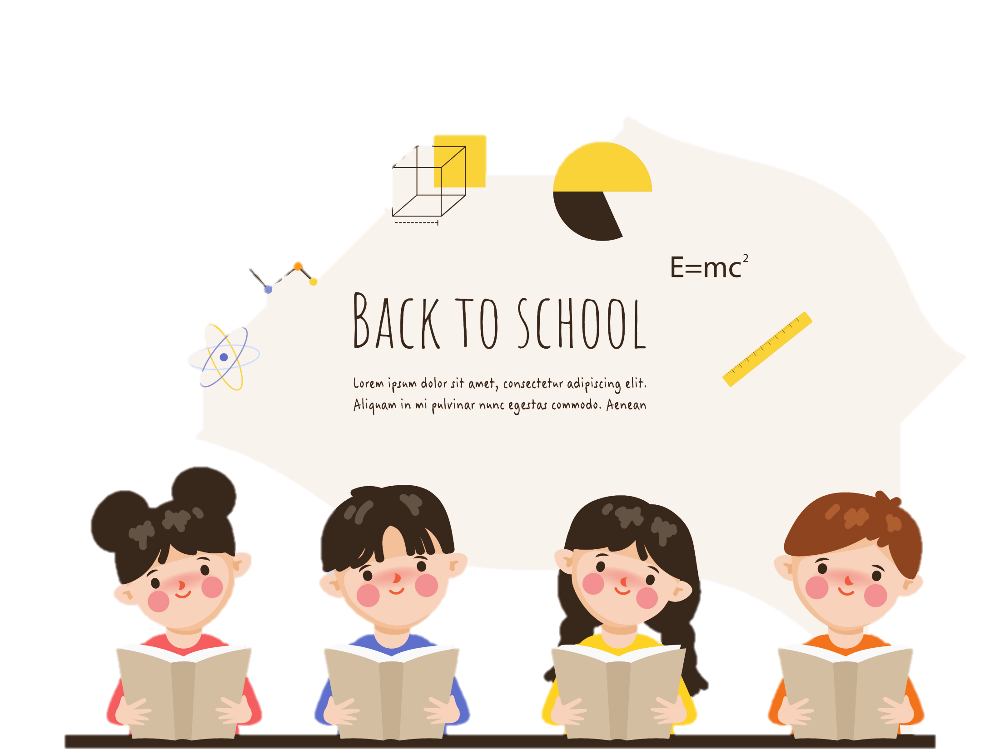 E=mc²
BACK TO SCHOOL
Lorem ipsum dolor sit amet, consectetur adipiscing elit.
Aliquam in mi pulvinar nunc egestas commodo. Aenean